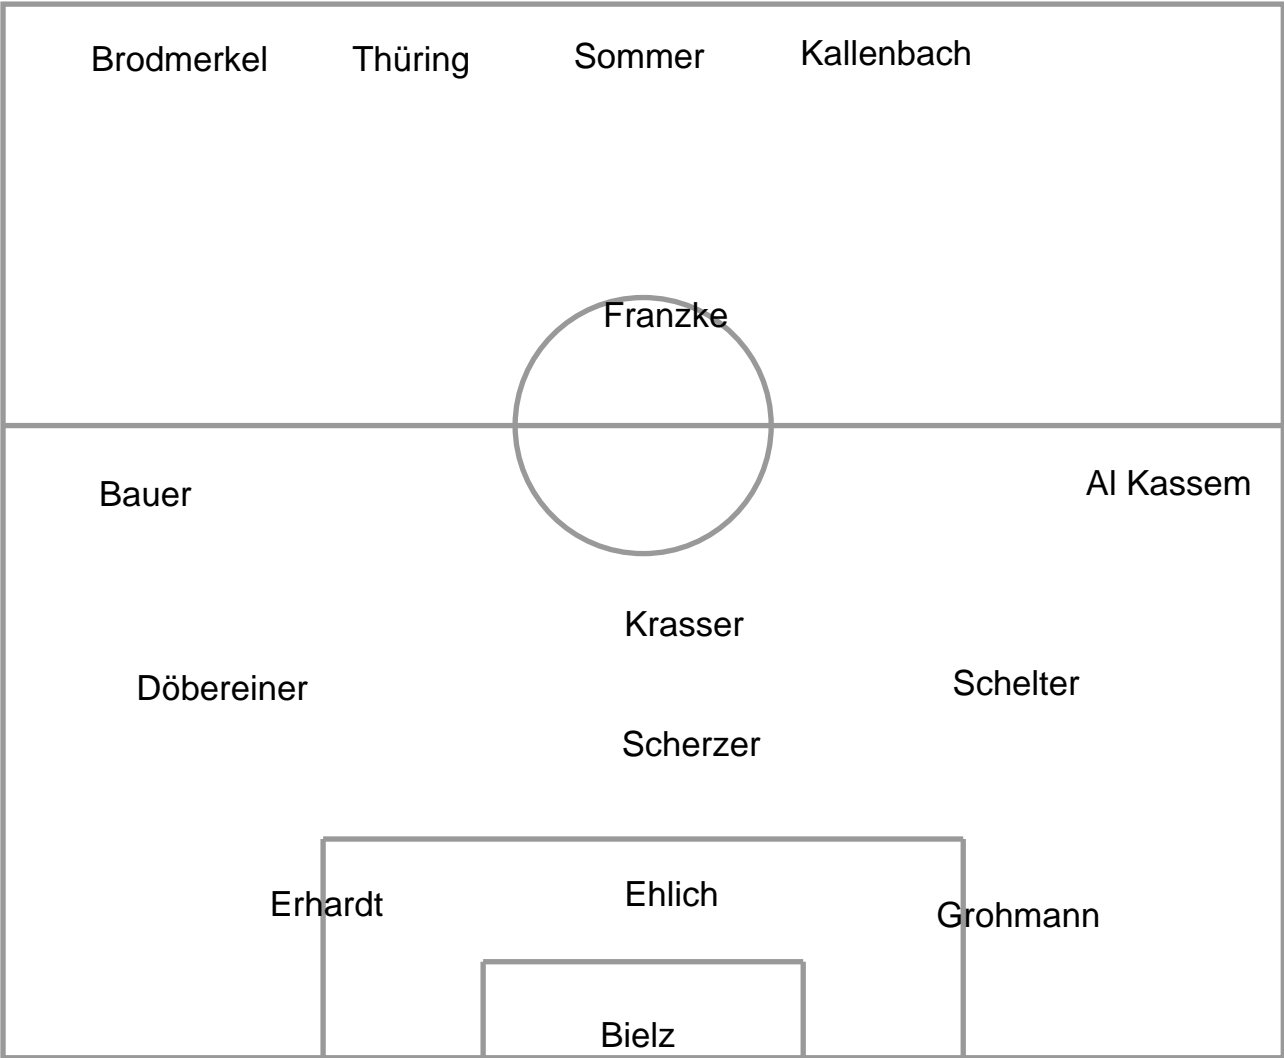 Brodmerkel
Thüring
Sommer
Kallenbach
Franzke
Bauer
Al Kassem
Krasser
Döbereiner
Schelter
Scherzer
Erhardt
Ehlich
Grohmann
Bielz